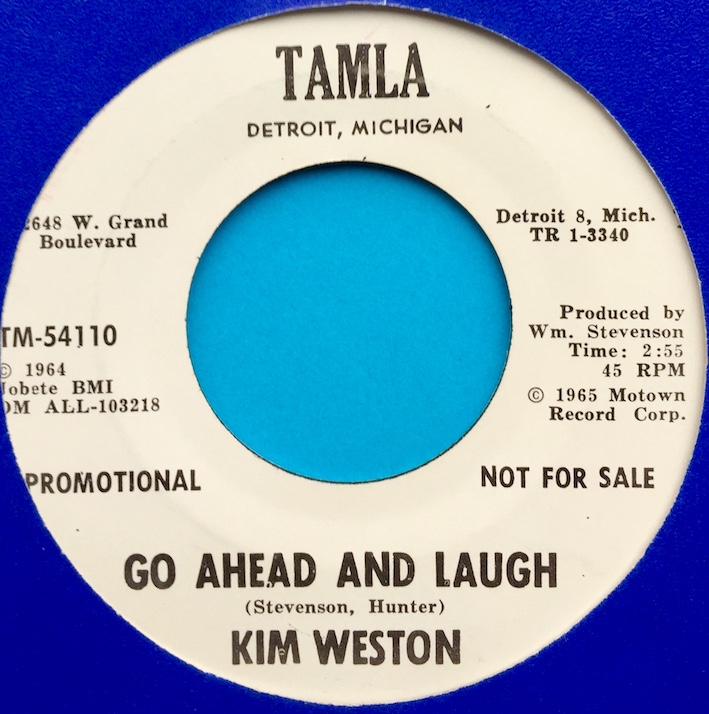 TAMLA
DETROIT, MICHIGAN
2648 W. Grand
Boulevard
Detroit 8, Mich.
TR 1-3340
TM-54110
© 1964
Jobete BMI
DM ALL-103218
Produced by
Wm. Stevenson
Time: 2:55
45 RPM
© 1965 Motown
Record Corp.
PROMOTIONAL
NOT FOR SALE
GO AHEAD AND LAUGH
(Stevenson, Hunter)
KIM WESTON